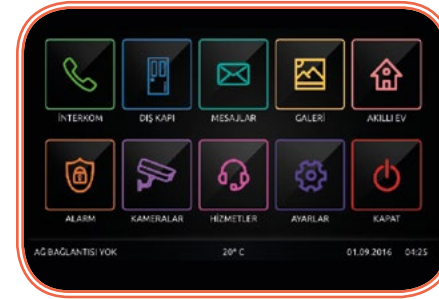 İNTERKOM DIŞ KAPI MESAJLAR GALERİ AKILLI EV
ALARM KAMERALAR HİZMETLER AYARLAR KAPAT
AĞ BAĞLANTISI YOK 20° C 01.09.2016 04:25